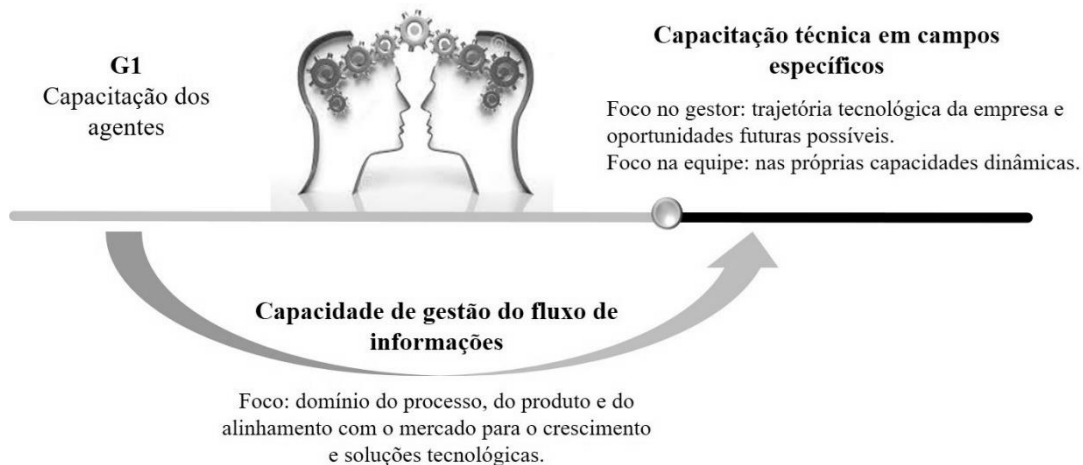 G1
Capacitação dos
agentes
Capacitação técnica em campos
específicos
Foco no gestor: trajetória tecnológica da empresa e
oportunidades futuras possíveis.
Foco na equipe: nas próprias capacidades dinâmicas.
Capacidade de gestão do fluxo de
informações
Foco: domínio do processo, do produto e do
alinhamento com o mercado para o crescimento
e soluções tecnológicas.